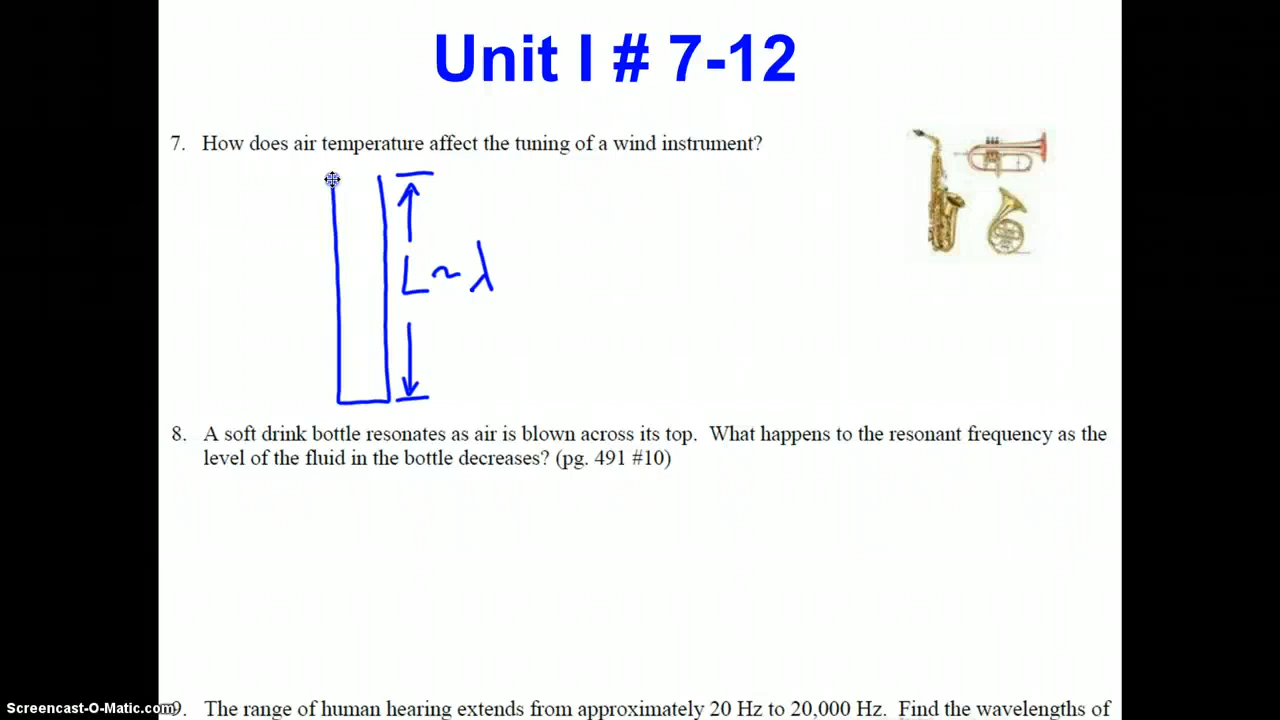 Unit I # 7-12
7. How does air temperature affect the tuning of a wind instrument?
L ~ λ
8. A soft drink bottle resonates as air is blown across its top. What happens to the resonant frequency as the
level of the fluid in the bottle decreases? (pg. 491 #10)
9. The range of human hearing extends from approximately 20 Hz to 20,000 Hz. Find the wavelengths of
Screencast-O-Matic.com